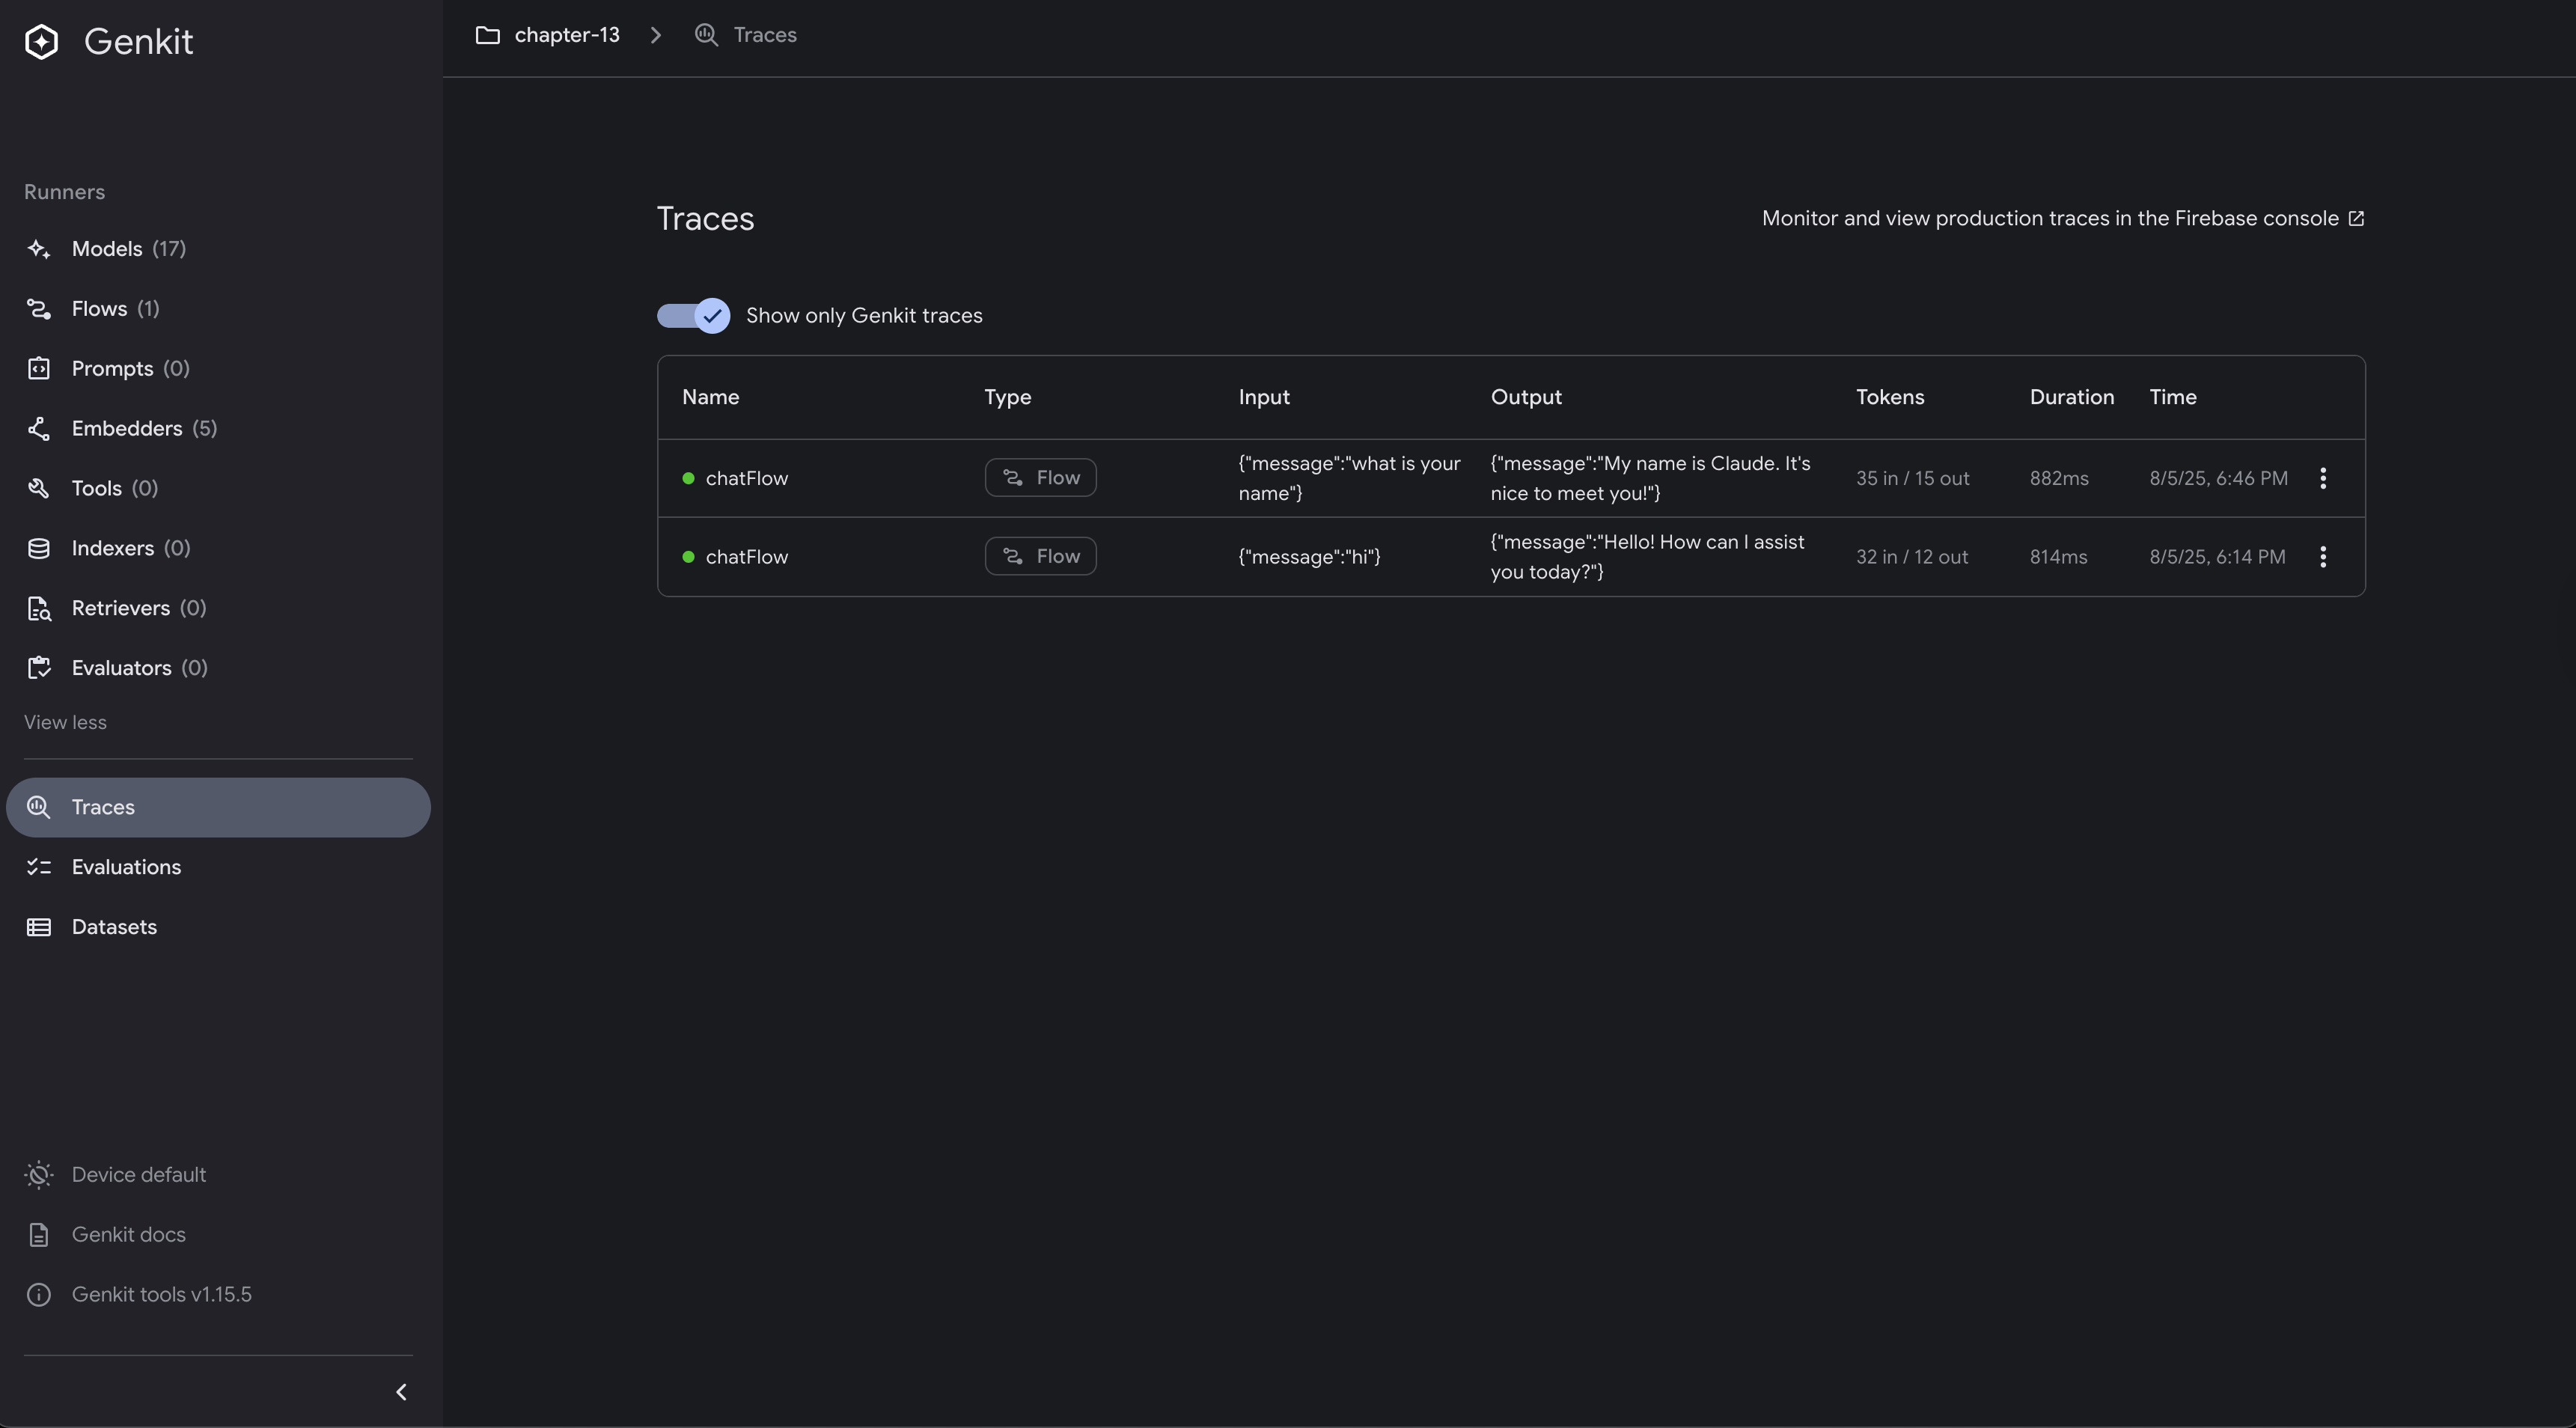 Genkit
Runners
Models (17)
Flows (1)
Prompts (0)
Embedders (5)
Tools (0)
Indexers (0)
Retrievers (0)
Evaluators (0)
View less
Traces
Evaluations
Datasets
Device default
Genkit docs
Genkit tools v1.15.5
chapter-13 > Traces
Traces
Monitor and view production traces in the Firebase console
Show only Genkit traces
Name Type Input Output Tokens Duration Time
chatFlow Flow {"message":"what is your name"} {"message":"My name is Claude. It's nice to meet you!"} 35 in / 15 out 882ms 8/5/25, 6:46 PM
chatFlow Flow {"message":"hi"} {"message":"Hello! How can I assist you today?"} 32 in / 12 out 814ms 8/5/25, 6:14 PM